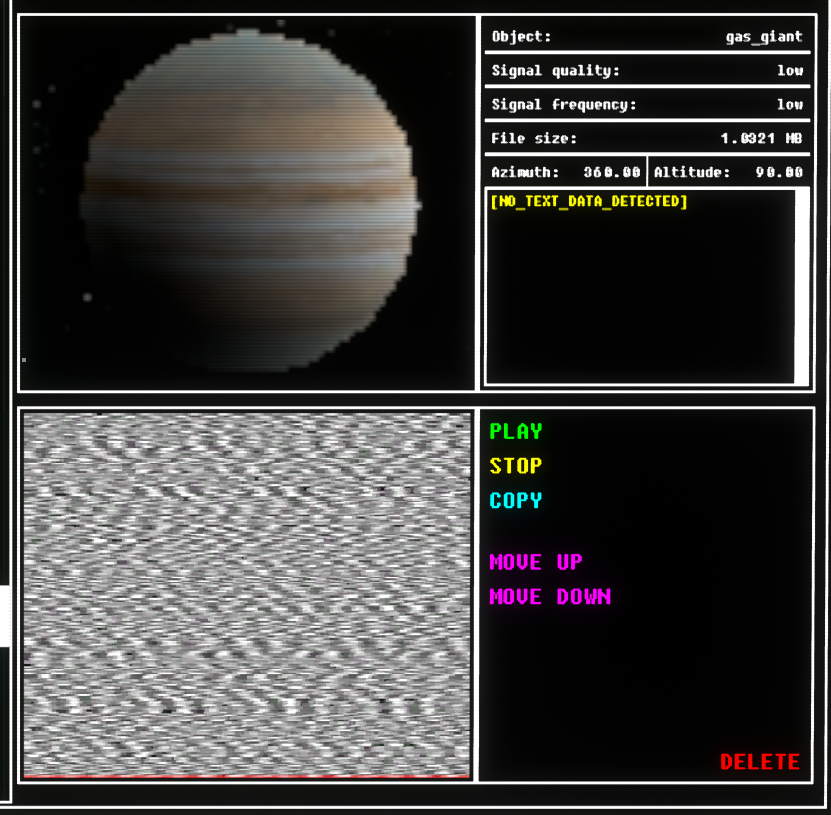 Object: gas_giant
Signal quality: low
Signal frequency: low
File size: 1.0321 MB
Azimuth: 360.00 Altitude: 90.00
[NO_TEXT_DATA_DETECTED]
PLAY
STOP
COPY
MOVE UP
MOVE DOWN
DELETE